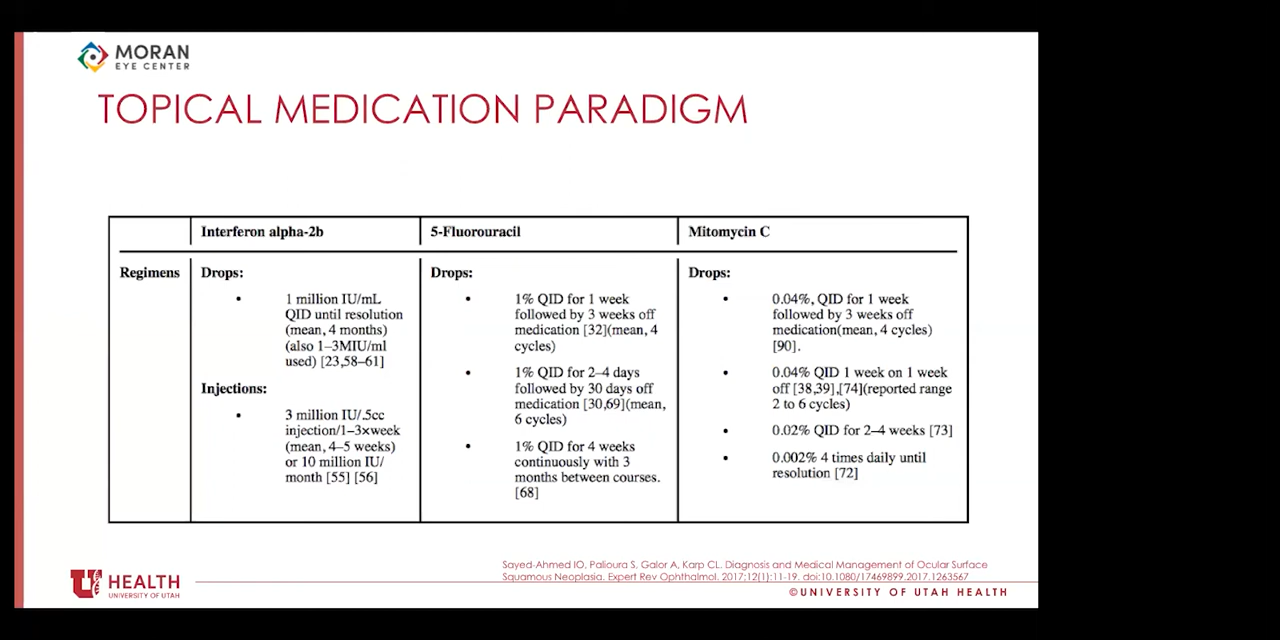 MORAN
EYE CENTER
TOPICAL MEDICATION PARADIGM
Interferon alpha-2b
5-Fluorouracil
Mitomycin C
Regimens
Drops:
• 1 million IU/mL
QID until resolution
(mean, 4 months)
(also 1–3MIU/ml
used) [23,58–61]
Injections:
• 3 million IU/.5cc
injection/1–3×week
(mean, 4–5 weeks)
or 10 million IU/
month [55] [56]
Drops:
• 1% QID for 1 week
followed by 3 weeks off
medication [32](mean, 4
cycles)
• 1% QID for 2–4 days
followed by 30 days off
medication [30,69](mean,
6 cycles)
• 1% QID for 4 weeks
continuously with 3
months between courses.
[68]
Drops:
• 0.04%, QID for 1 week
followed by 3 weeks off
medication(mean, 4 cycles)
[90].
• 0.04% QID 1 week on 1 week
off [38,39],[74](reported range
2 to 6 cycles)
• 0.02% QID for 2–4 weeks [73]
• 0.002% 4 times daily until
resolution [72]
Sayed-Ahmed IO, Palioura S, Galor A, Karp CL. Diagnosis and Medical Management of Ocular Surface
Squamous Neoplasia. Expert Rev Ophthalmol. 2017;12(1):11-19. doi:10.1080/17469899.2017.1263567
U HEALTH
UNIVERSITY OF UTAH
©UNIVERSITY OF UTAH HEALTH